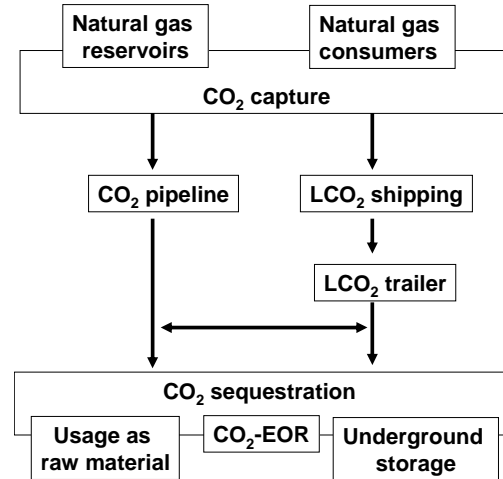 Natural gas
reservoirs
Natural gas
consumers
CO₂ capture
CO₂ pipeline
LCO₂ shipping
LCO₂ trailer
CO₂ sequestration
Usage as
raw material
CO₂-EOR
Underground
storage